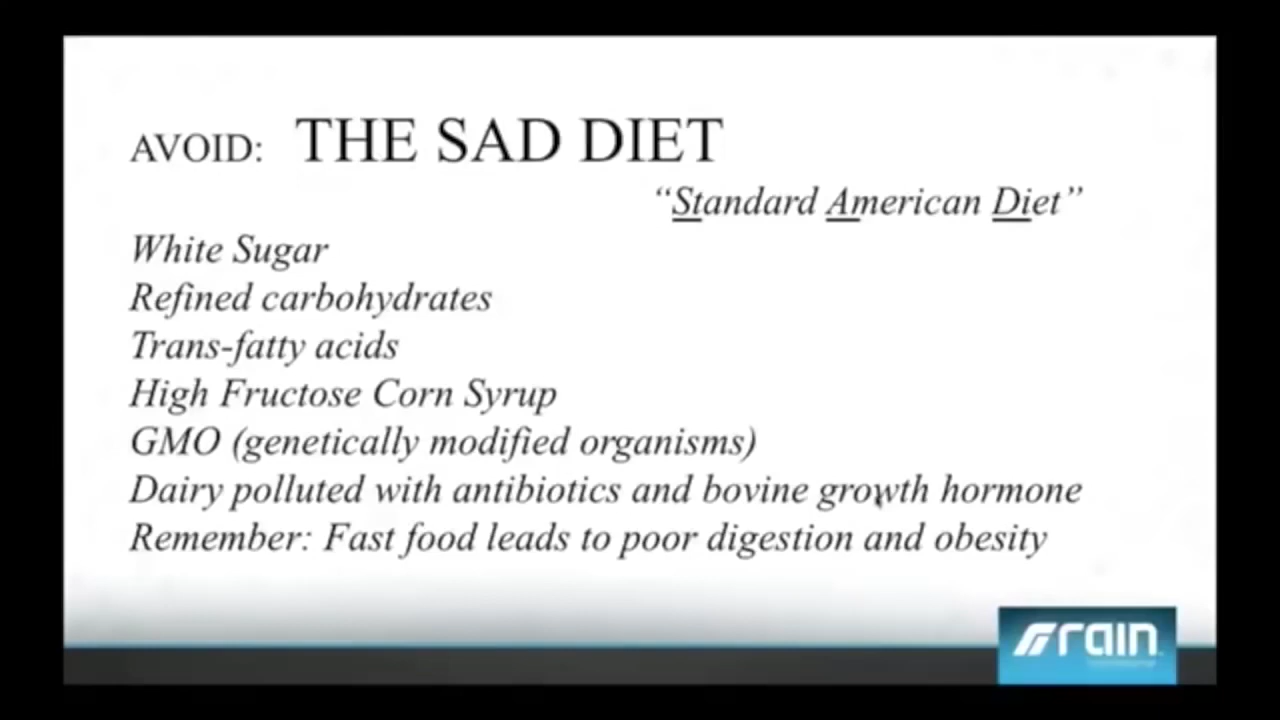 AVOID: THE SAD DIET
“Standard American Diet”
White Sugar
Refined carbohydrates
Trans-fatty acids
High Fructose Corn Syrup
GMO (genetically modified organisms)
Dairy polluted with antibiotics and bovine growth hormone
Remember: Fast food leads to poor digestion and obesity
rain